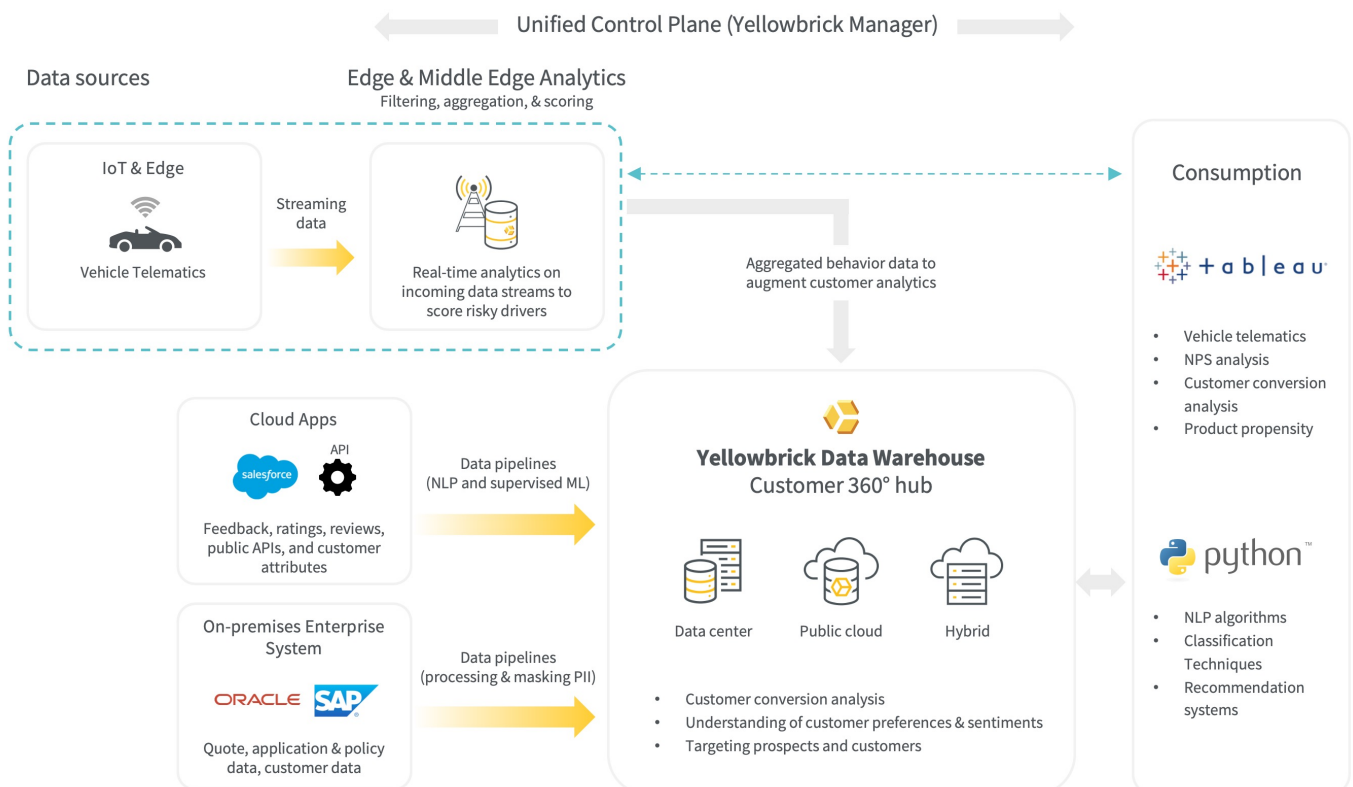 Unified Control Plane (Yellowbrick Manager)
Data sources
Edge & Middle Edge Analytics
Filtering, aggregation, & scoring
IoT & Edge
Vehicle Telematics
Streaming
data
Real-time analytics on
incoming data streams to
score risky drivers
Aggregated behavior data to
augment customer analytics
Cloud Apps
salesforce
API
Feedback, ratings, reviews,
public APIs, and customer
attributes
Data pipelines
(NLP and supervised ML)
On-premises Enterprise
System
ORACLE
SAP®
Quote, application & policy
data, customer data
Data pipelines
(processing & masking PII)
Yellowbrick Data Warehouse
Customer 360° hub
Data center
Public cloud
Hybrid
• Customer conversion analysis
• Understanding of customer preferences & sentiments
• Targeting prospects and customers
Consumption
+ableau
• Vehicle telematics
• NPS analysis
• Customer conversion
analysis
• Product propensity
python™
• NLP algorithms
• Classification
Techniques
• Recommendation
systems